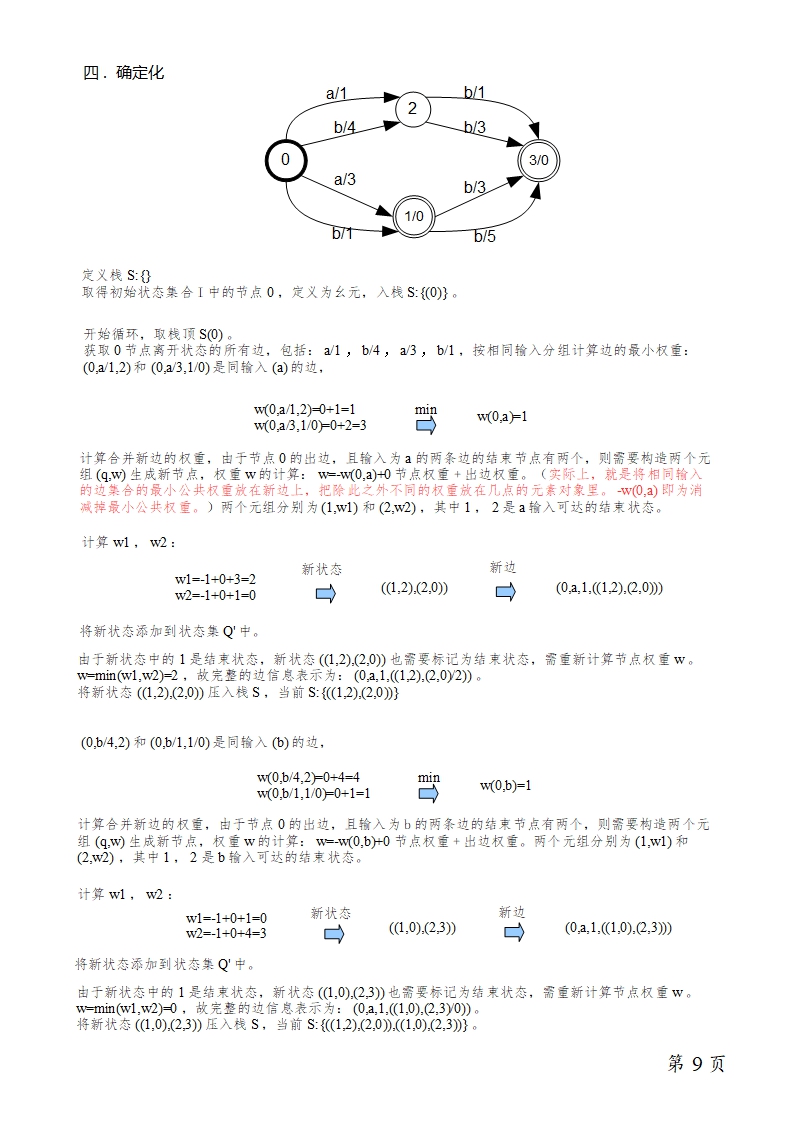 四．确定化
a/1
b/1
2
b/4
b/3
0
3/0
a/3
b/3
1/0
b/1
b/5
定义栈 S: {}
取得初始状态集合 I 中的节点 0 ，定义为幺元，入栈 S: {(0)} 。
开始循环，取栈顶 S(0) 。
获取 0 节点离开状态的所有边，包括： a/1 ， b/4 ， a/3 ， b/1 ，按相同输入分组计算边的最小权重：
(0,a/1,2) 和 (0,a/3,1/0) 是同输入 (a) 的边，
w(0,a/1,2)=0+1=1
min
w(0,a)=1
w(0,a/3,1/0)=0+2=3
计算合并新边的权重，由于节点 0 的出边，且输入为 a 的两条边的结束节点有两个，则需要构造两个元
组 (q,w) 生成新节点，权重 w 的计算： w=-w(0,a)+0 节点权重 + 出边权重。（实际上，就是将相同输入
的边集合的最小公共权重放在新边上，把除此之外不同的权重放在几点的元素对象里。 -w(0,a) 即为消
减掉最小公共权重。）两个元组分别为 (1,w1) 和 (2,w2) ，其中 1 ， 2 是 a 输入可达的结束状态。
计算 w1 ， w2 ：
w1=-1+0+3=2
w2=-1+0+1=0
新状态
((1,2),(2,0))
新边
(0,a,1,((1,2),(2,0)))
将新状态添加到状态集 Q' 中。
由于新状态中的 1 是结束状态，新状态 ((1,2),(2,0)) 也需要标记为结束状态，需重新计算节点权重 w 。
w=min(w1,w2)=2 ，故完整的边信息表示为： (0,a,1,((1,2),(2,0)/2)) 。
将新状态 ((1,2),(2,0)) 压入栈 S ，当前 S: {((1,2),(2,0))}
(0,b/4,2) 和 (0,b/1,1/0) 是同输入 (b) 的边，
w(0,b/4,2)=0+4=4
min
w(0,b)=1
w(0,b/1,1/0)=0+1=1
计算合并新边的权重，由于节点 0 的出边，且输入为 b 的两条边的结束节点有两个，则需要构造两个元
组 (q,w) 生成新节点，权重 w 的计算： w=-w(0,b)+0 节点权重 + 出边权重。两个元组分别为 (1,w1) 和
(2,w2) ，其中 1 ， 2 是 b 输入可达的结束状态。
计算 w1 ， w2 ：
w1=-1+0+1=0
w2=-1+0+4=3
新状态
((1,0),(2,3))
新边
(0,a,1,((1,0),(2,3)))
将新状态添加到状态集 Q' 中。
由于新状态中的 1 是结束状态，新状态 ((1,0),(2,3)) 也需要标记为结束状态，需重新计算节点权重 w 。
w=min(w1,w2)=0 ，故完整的边信息表示为： (0,a,1,((1,0),(2,3)/0)) 。
将新状态 ((1,0),(2,3)) 压入栈 S ，当前 S: {((1,2),(2,0)),((1,0),(2,3))} 。
第 9 页